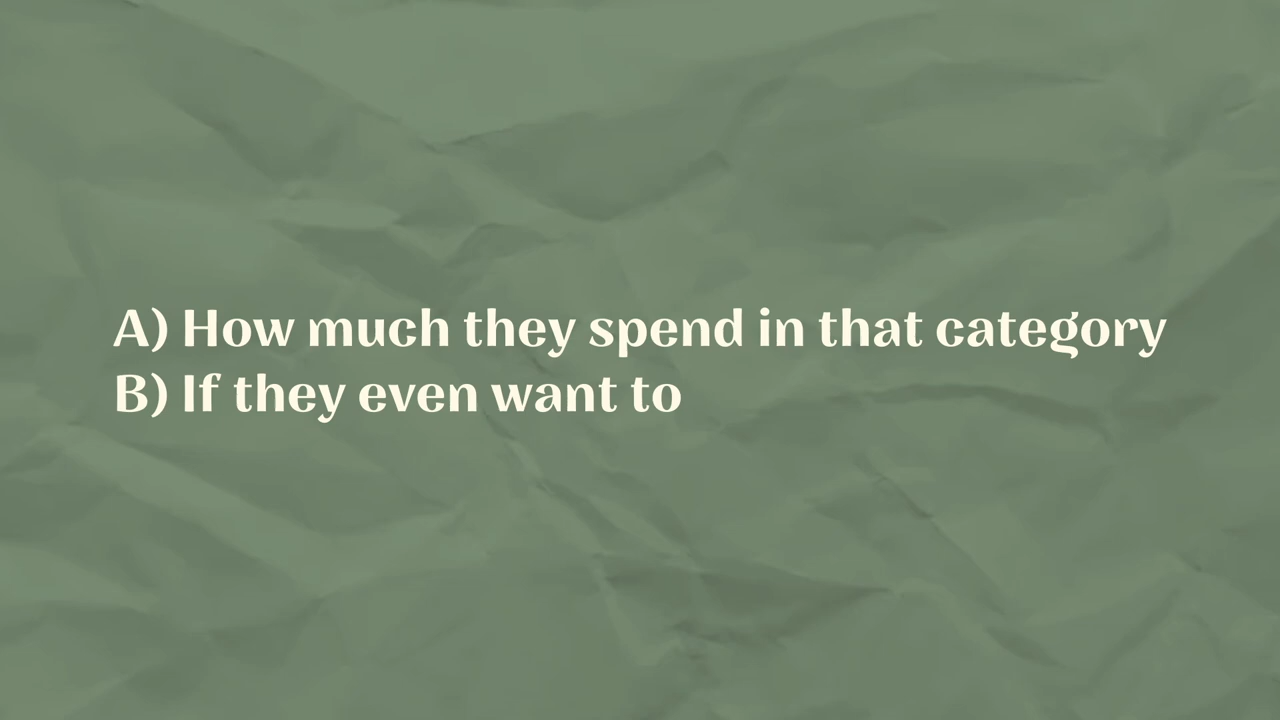 A) How much they spend in that category
B) If they even want to